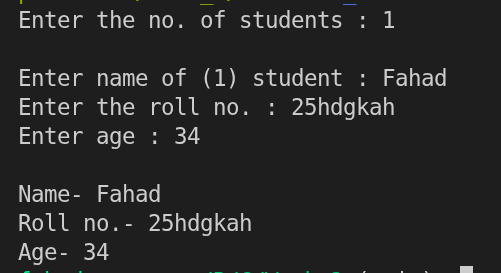 Enter the no. of students : 1
Enter name of (1) student : Fahad
Enter the roll no. : 25hdgkah
Enter age : 34
Name- Fahad
Roll no.- 25hdgkah
Age- 34